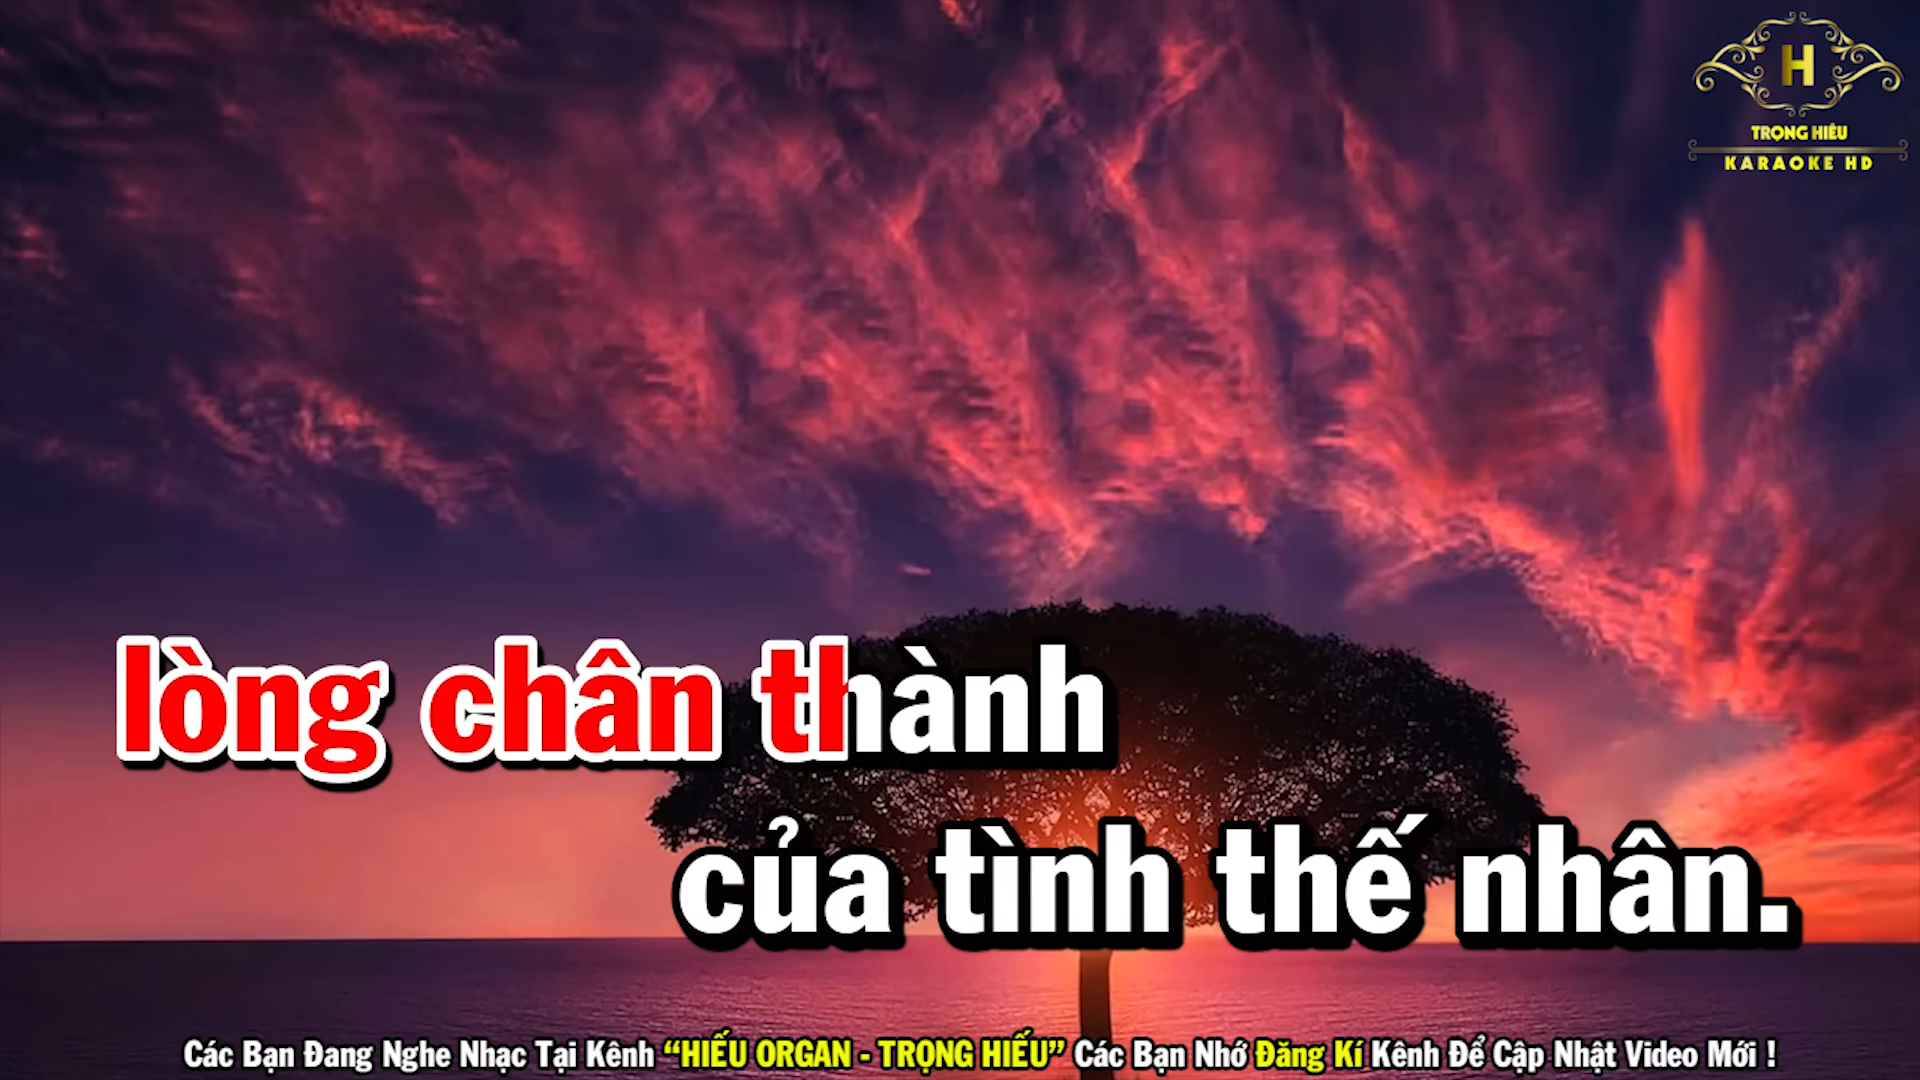 H
TRỌNG HIẾU
KARAOKE HD
lòng chân thành
của tình thế nhân.
Các Bạn Đang Nghe Nhạc Tại Kênh “HIẾU ORGAN - TRỌNG HIẾU” Các Bạn Nhớ Đăng Kí Kênh Để Cập Nhật Video Mới !